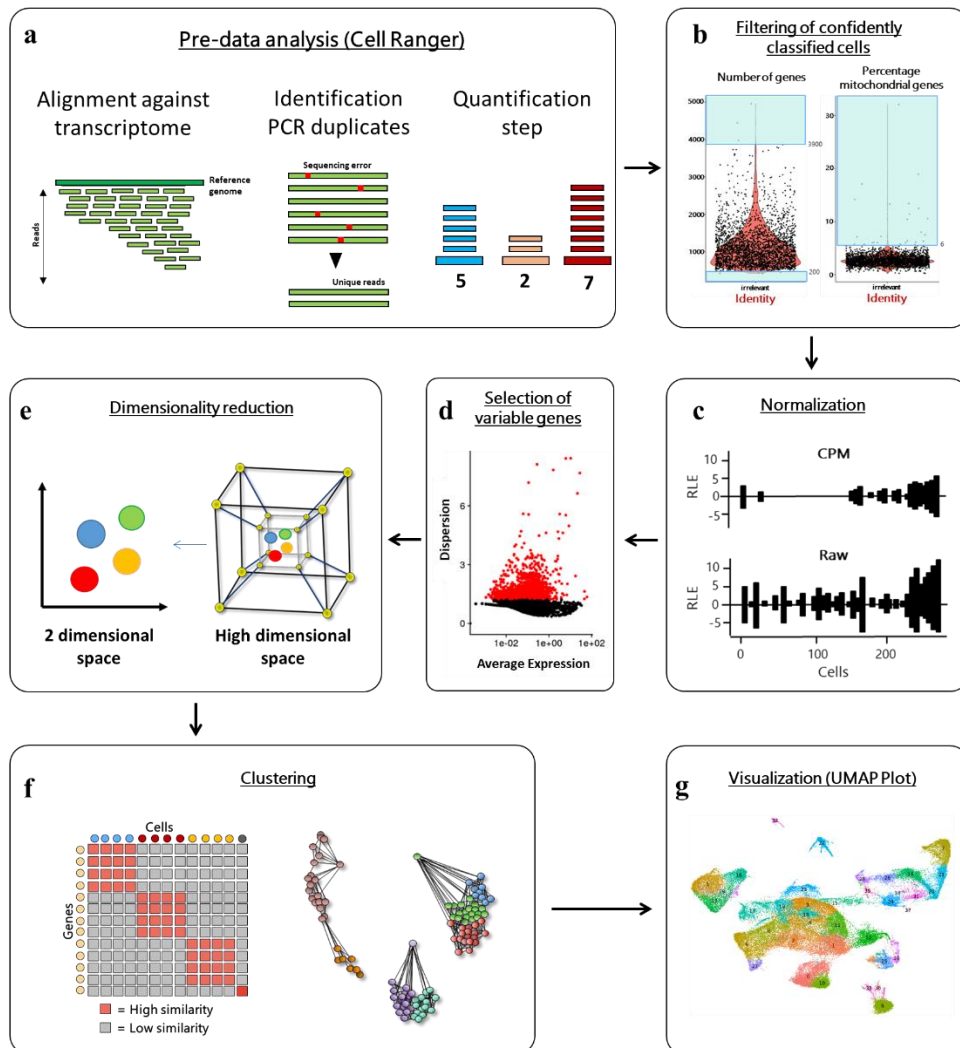 a
Pre-data analysis (Cell Ranger)
Alignment against
transcriptome
Reference
genome
Reads
Identification
PCR duplicates
Sequencing error
Unique reads
Quantification
step
5 2 7
b
Filtering of confidently
classified cells
Number of genes
5000
4000
3000
2000
1000
0
3900
200
irrelevant
Identity
Percentage
mitochondrial genes
30
20
10
0
6
irrelevant
Identity
c
Normalization
CPM
RLE
10
5
0
-5
Raw
RLE
10
5
0
-5
0 100 200
Cells
d
Selection of
variable genes
Dispersion
6
3
0
1e-02 1e+00 1e+02
Average Expression
e
Dimensionality reduction
2 dimensional
space
High dimensional
space
f
Clustering
Cells
Genes
= High similarity
= Low similarity
g
Visualization (UMAP Plot)